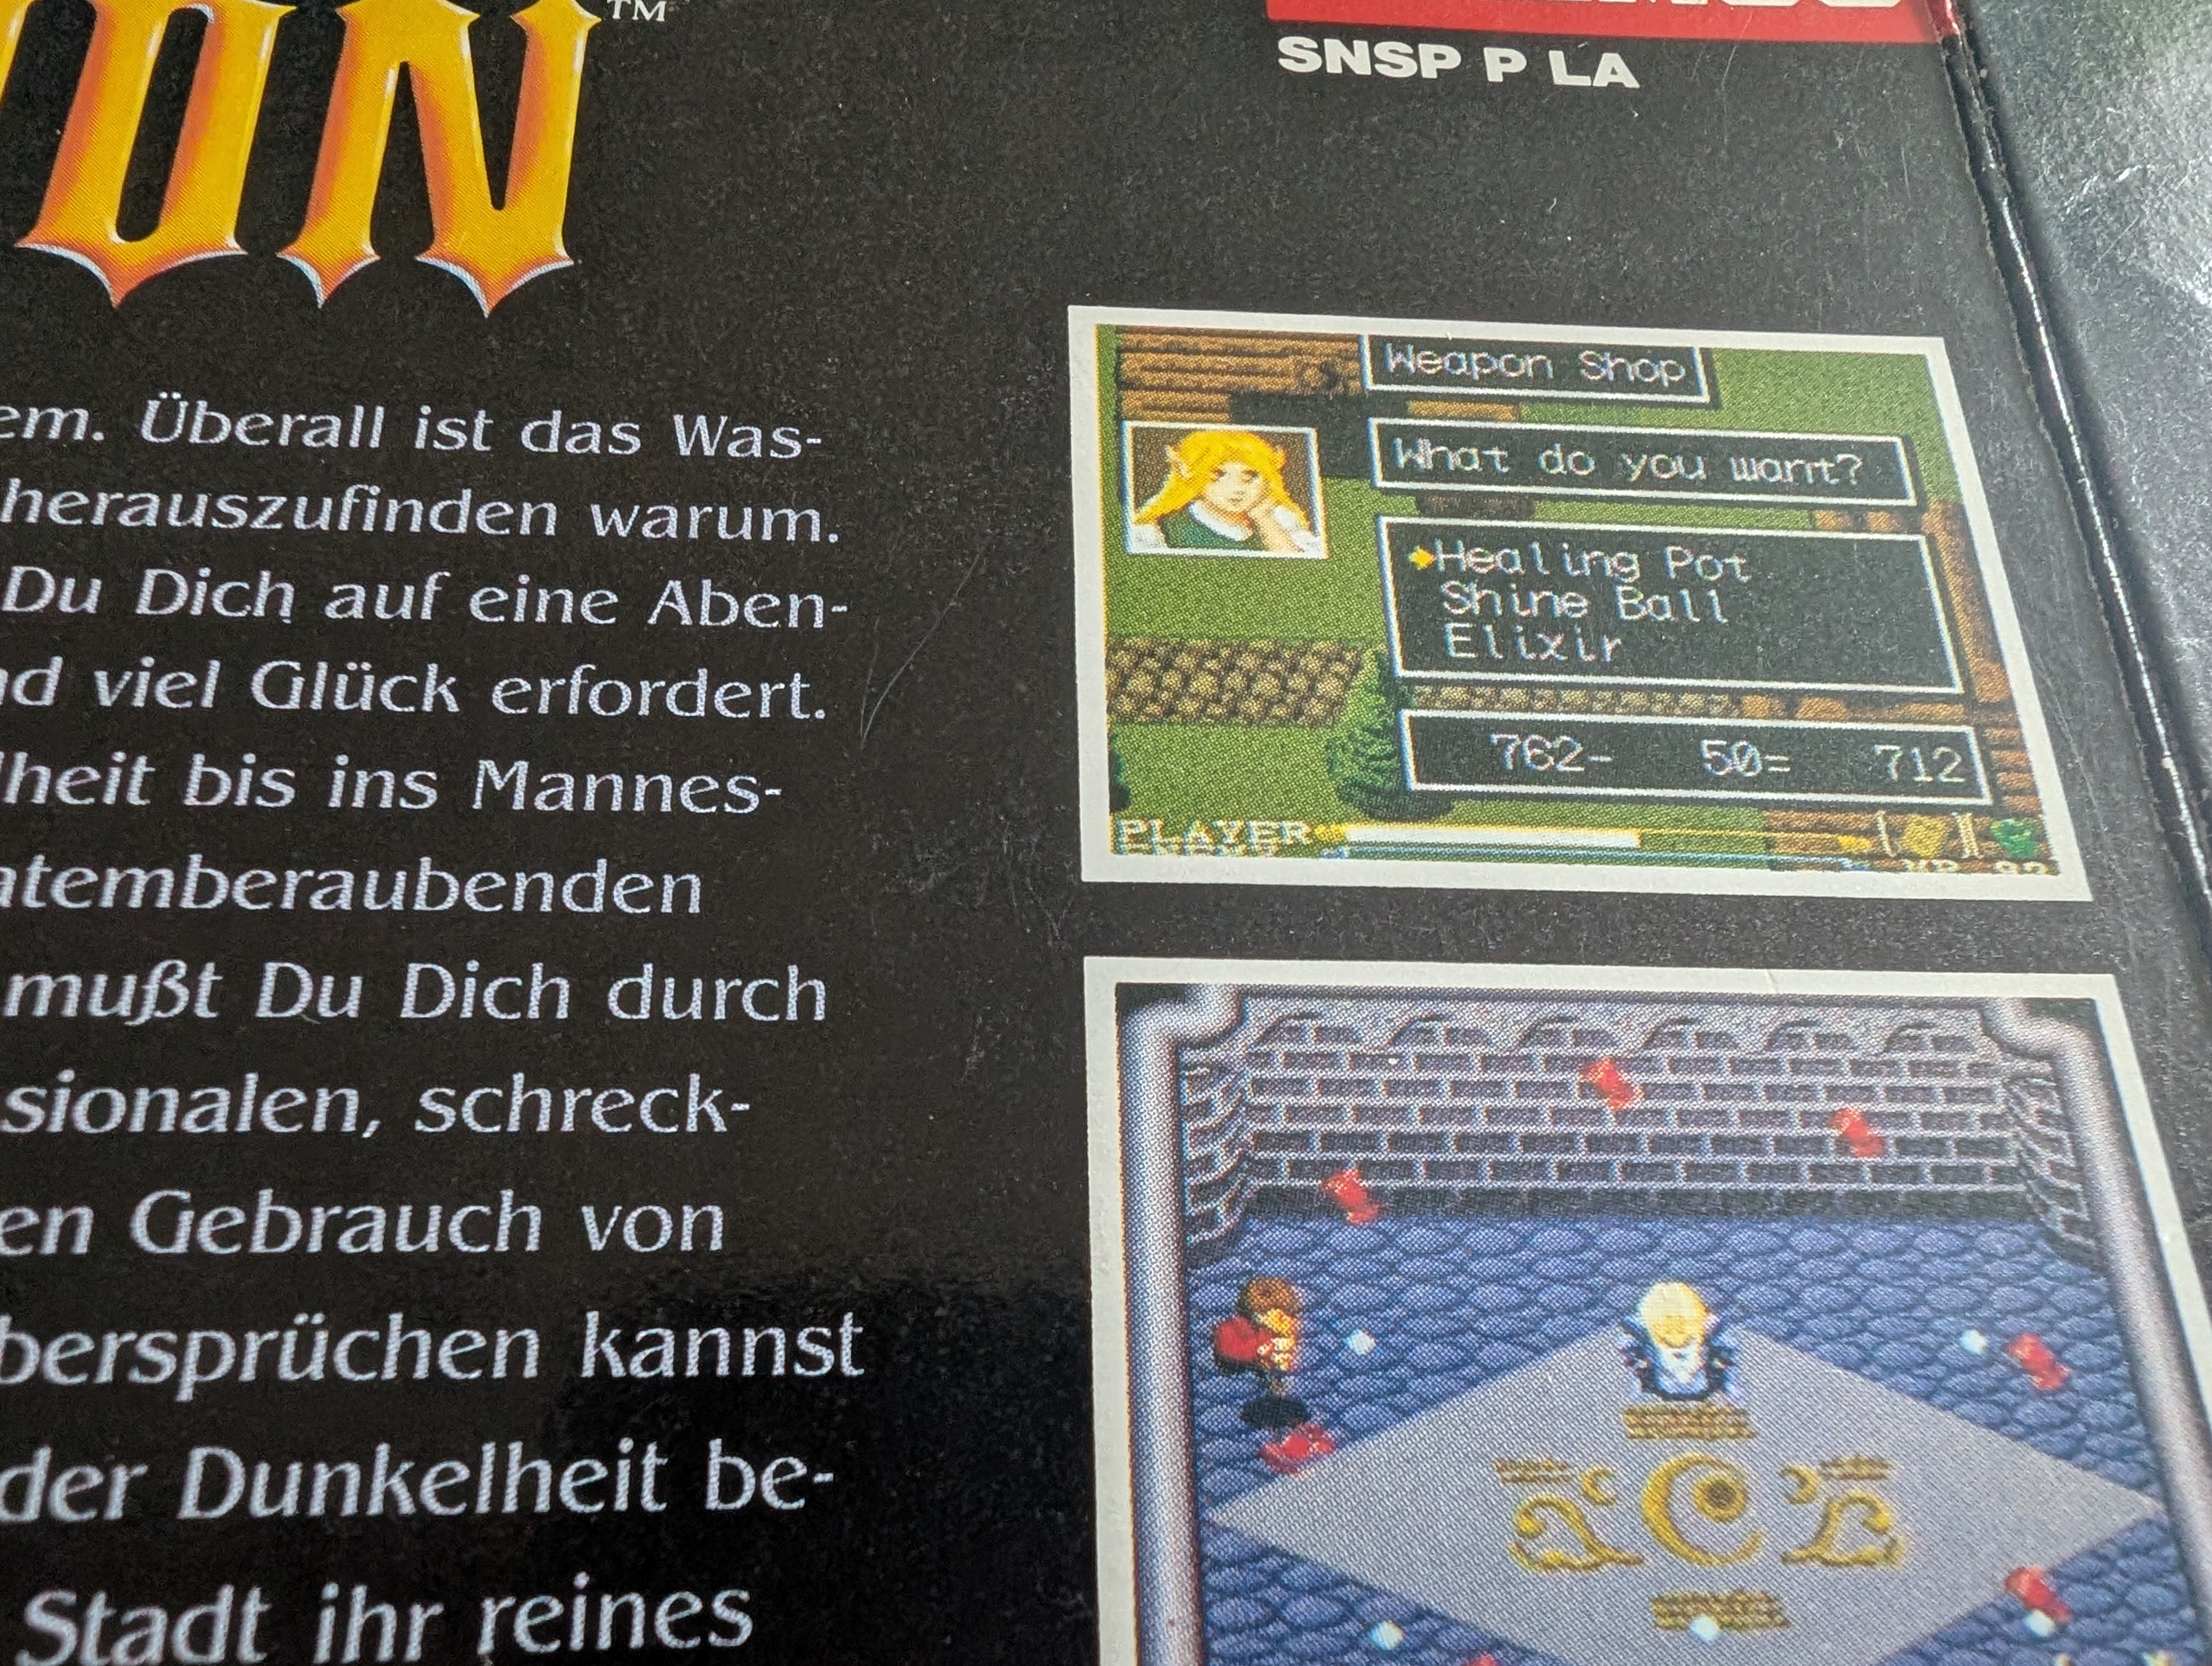 ON™
SNSP P LA
em. Überall ist das Was-
herauszufinden warum.
Du Dich auf eine Aben-
nd viel Glück erfordert.
lheit bis ins Mannes-
atemberaubenden
mußt Du Dich durch
sionalen, schreck-
en Gebrauch von
bersprüchen kannst
der Dunkelheit be-
Stadt ihr reines
Weapon Shop
What do you want?
Healing Pot
Shine Ball
Elixir
762- 50= 712
PLAYER